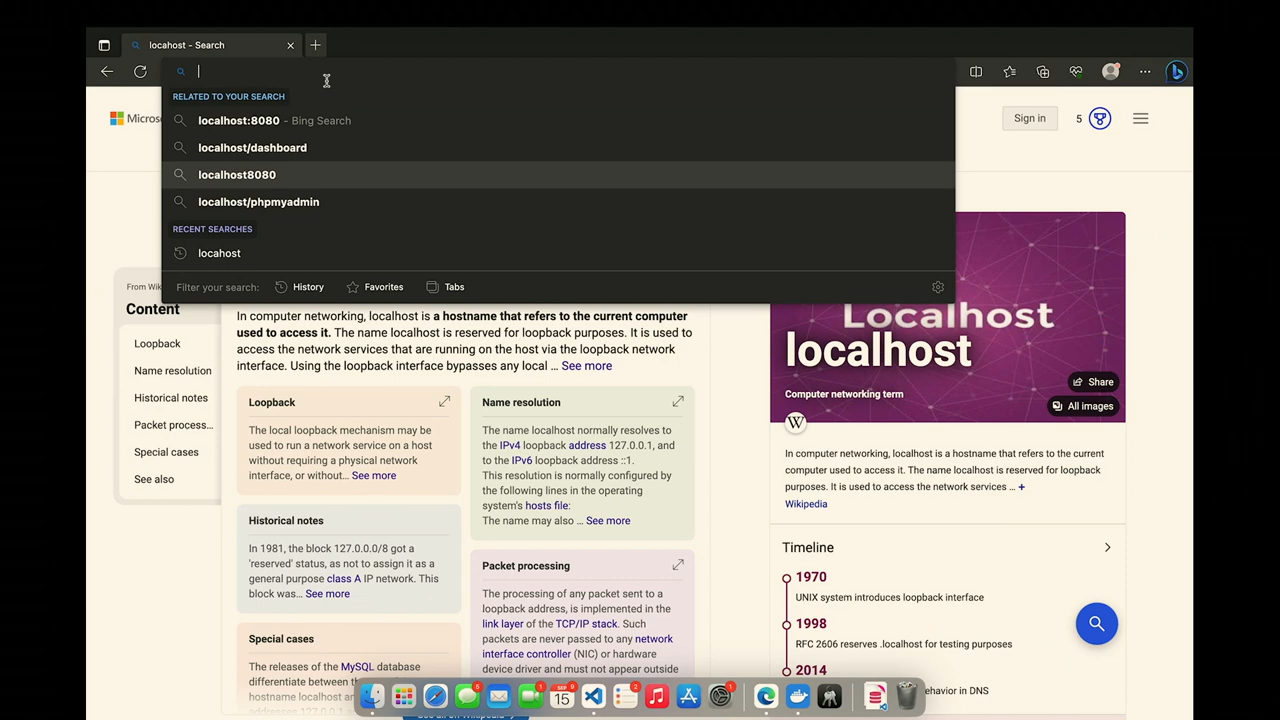 locahost - Search
RELATED TO YOUR SEARCH
localhost:8080 - Bing Search
localhost/dashboard
localhost8080
localhost/phpmyadmin
RECENT SEARCHES
locahost
Filter your search:
History
Favorites
Tabs
Sign in
5
Content
Loopback
Name resolution
Historical notes
Packet process...
Special cases
See also
In computer networking, localhost is a hostname that refers to the current computer
used to access it. The name localhost is reserved for loopback purposes. It is used to
access the network services that are running on the host via the loopback network
interface. Using the loopback interface bypasses any local ... See more
Loopback
The local loopback mechanism may be
used to run a network service on a host
without requiring a physical network
interface, or without... See more
Historical notes
In 1981, the block 127.0.0.0/8 got a
'reserved' status, as not to assign it as a
general purpose class A IP network. This
block was... See more
Special cases
The releases of the MySQL database
differentiate between the
hostname localhost and
Name resolution
The name localhost normally resolves to
the IPv4 loopback address 127.0.0.1, and
to the IPv6 loopback address ::1.
This resolution is normally configured by
the following lines in the operating
system's hosts file:
The name may also ... See more
Packet processing
The processing of any packet sent to a
loopback address, is implemented in the
link layer of the TCP/IP stack. Such
packets are never passed to any network
interface controller (NIC) or hardware
device driver and must not appear outside
Localhost
localhost
Computer networking term
Share
All images
W
In computer networking, localhost is a hostname that refers to the current
computer used to access it. The name localhost is reserved for loopback
purposes. It is used to access the network services ... +
Wikipedia
Timeline
1970
UNIX system introduces loopback interface
1998
RFC 2606 reserves .localhost for testing purposes
2014
behavior in DNS
SEP
15